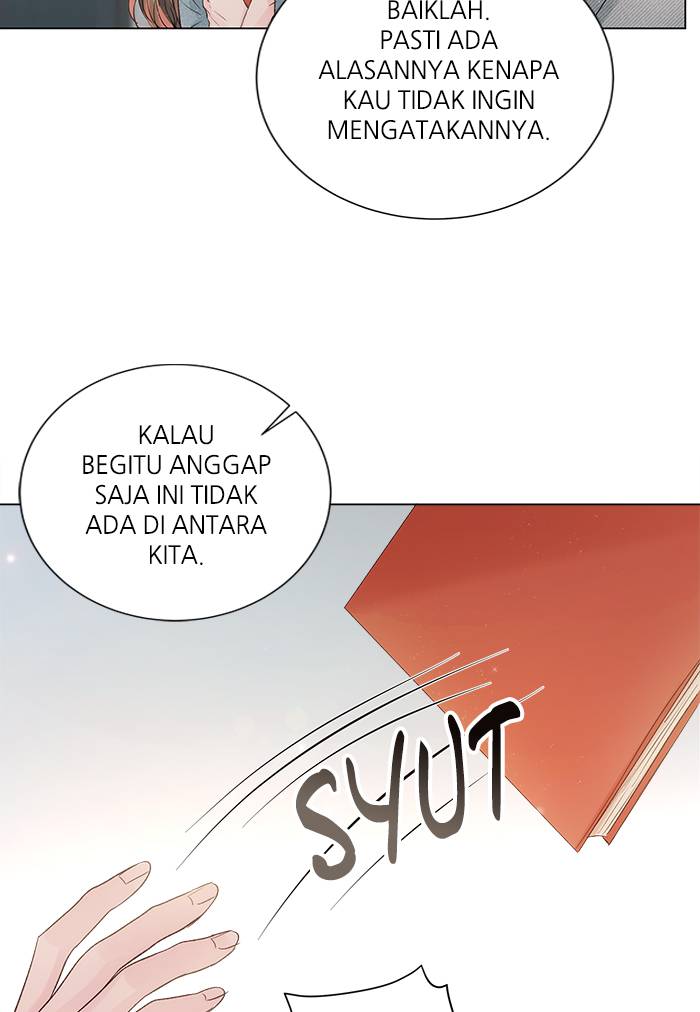 BAIKLAH.
PASTI ADA
ALASANNYA KENAPA
KAU TIDAK INGIN
MENGATAKANNYA.
KALAU
BEGITU ANGGAP
SAJA INI TIDAK
ADA DI ANTARA
KITA.
SYUT